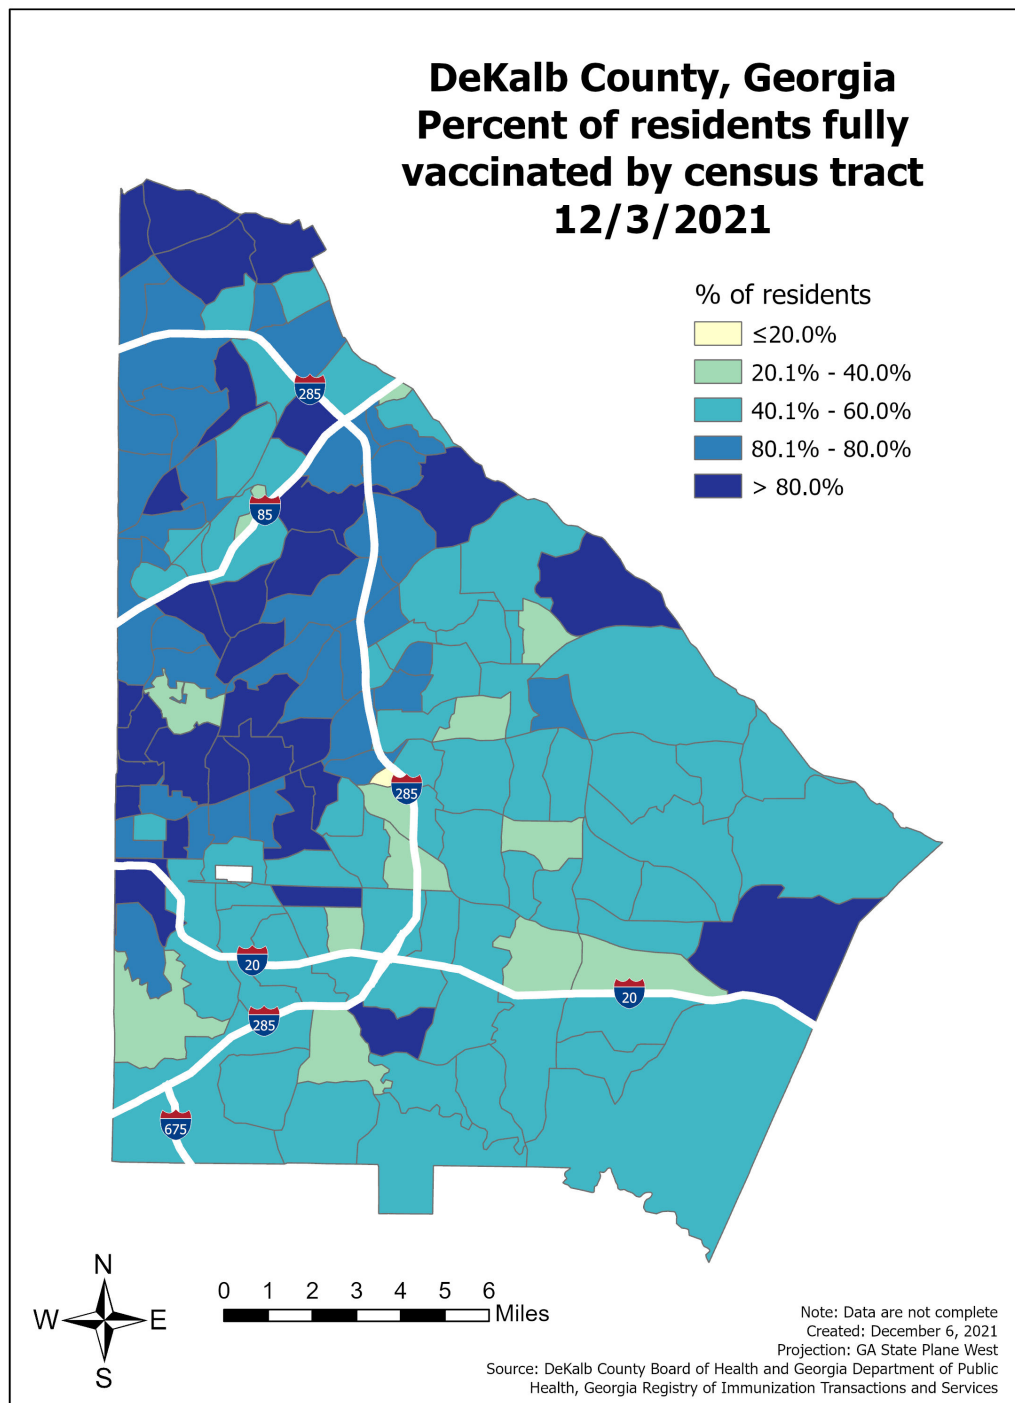 DeKalb County, Georgia
Percent of residents fully
vaccinated by census tract
12/3/2021
% of residents
≤20.0%
20.1% - 40.0%
40.1% - 60.0%
80.1% - 80.0%
> 80.0%
285
85
285
20
20
285
675
N
W E
S
0 1 2 3 4 5 6
Miles
Note: Data are not complete
Created: December 6, 2021
Projection: GA State Plane West
Source: DeKalb County Board of Health and Georgia Department of Public
Health, Georgia Registry of Immunization Transactions and Services